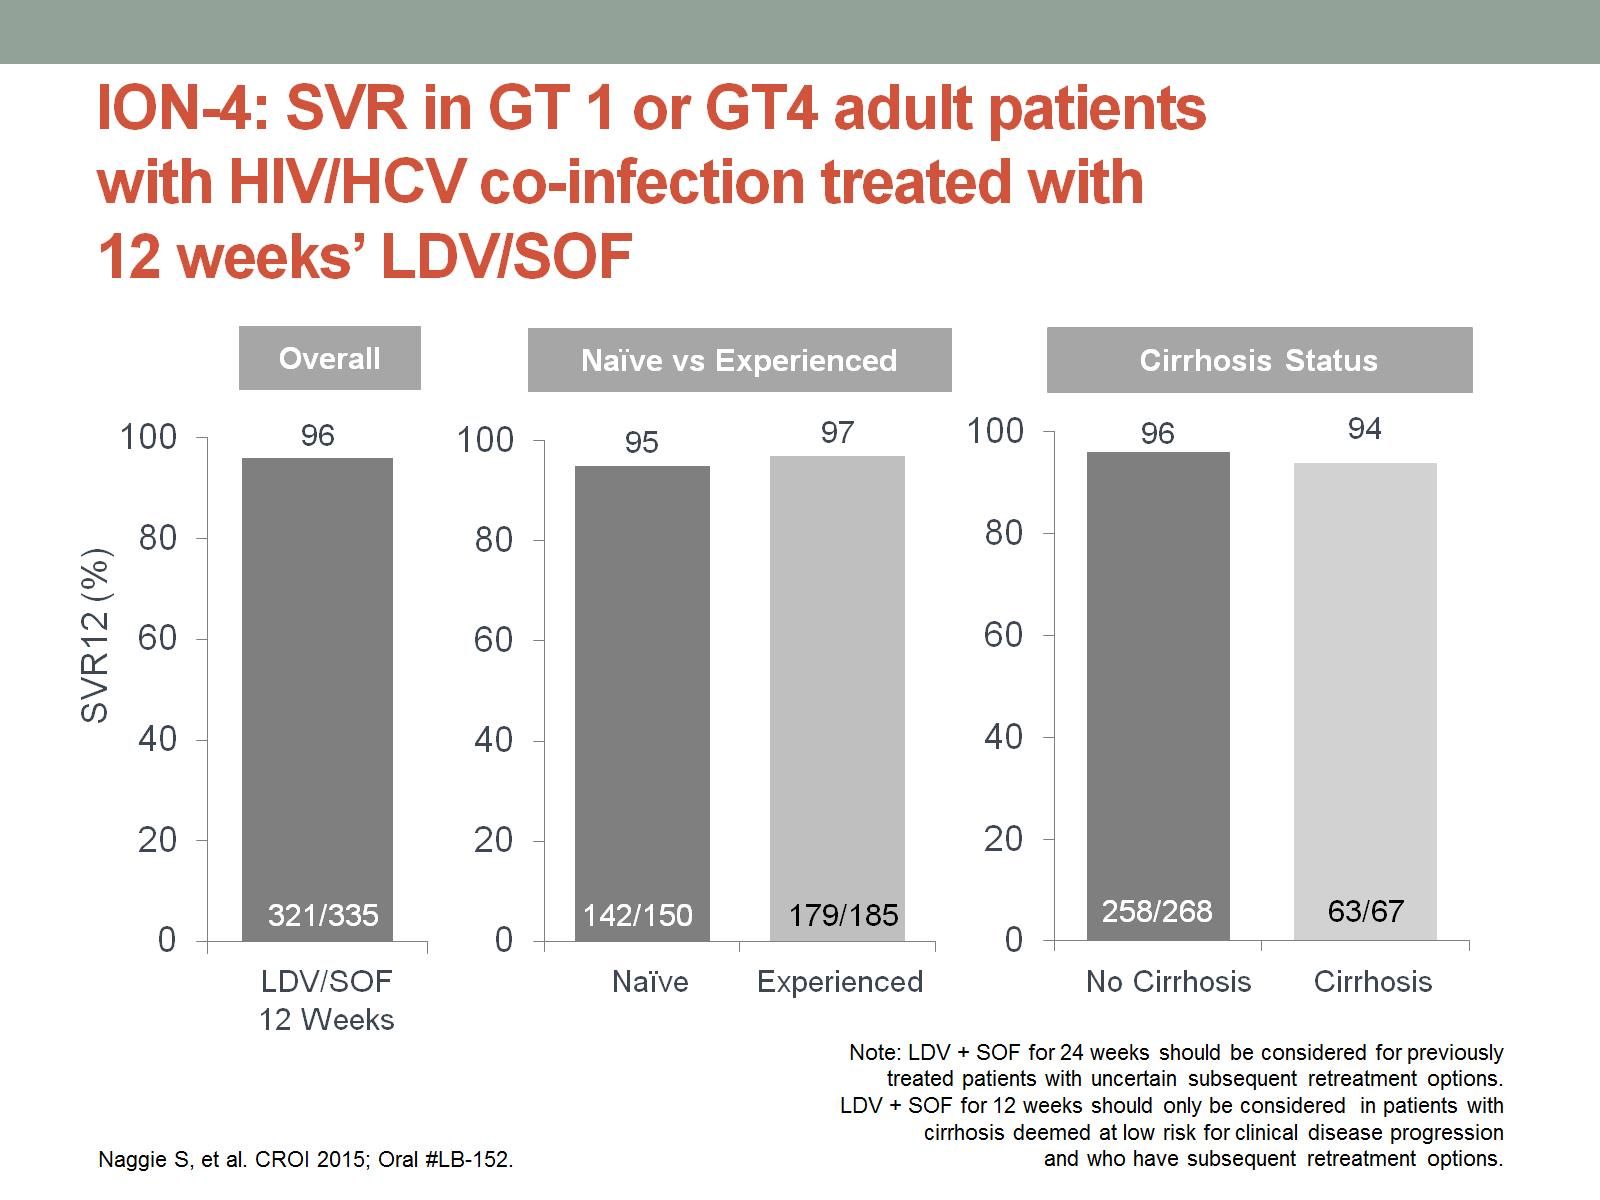 ION-4: SVR in GT 1 or GT4 adult patients
with HIV/HCV co-infection treated with
12 weeks’ LDV/SOF
Overall
SVR12 (%)
100
80
60
40
20
0
96
321/335
LDV/SOF
12 Weeks
Naïve vs Experienced
100
80
60
40
20
0
95
97
142/150
179/185
Naïve
Experienced
Cirrhosis Status
100
80
60
40
20
0
96
94
258/268
63/67
No Cirrhosis
Cirrhosis
Note: LDV + SOF for 24 weeks should be considered for previously
treated patients with uncertain subsequent retreatment options.
LDV + SOF for 12 weeks should only be considered in patients with
cirrhosis deemed at low risk for clinical disease progression
and who have subsequent retreatment options.
Naggie S, et al. CROI 2015; Oral #LB-152.